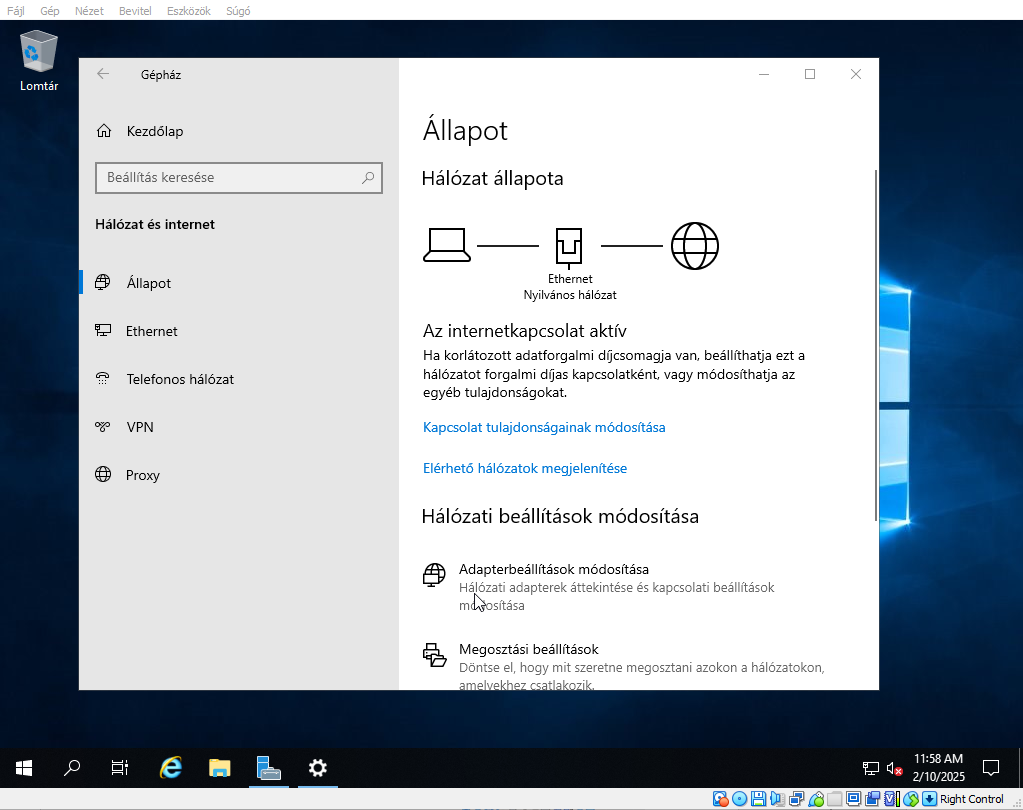 Fájl Gép Nézet Bevitel Eszközök Súgó
Lomtár
Gépház
Kezdőlap
Beállítás keresése
Hálózat és internet
Állapot
Ethernet
Telefonos hálózat
VPN
Proxy
Állapot
Hálózat állapota
Ethernet
Nyilvános hálózat
Az internetkapcsolat aktív
Ha korlátozott adatforgalmi díjcsomagja van, beállíthatja ezt a
hálózatot forgalmi díjas kapcsolatként, vagy módosíthatja az
egyéb tulajdonságokat.
Kapcsolat tulajdonságainak módosítása
Elérhető hálózatok megjelenítése
Hálózati beállítások módosítása
Adapterbeállítások módosítása
Hálózati adapterek áttekintése és kapcsolati beállítások
módosítása
Megosztási beállítások
Döntse el, hogy mit szeretne megosztani azokon a hálózatokon,
amelyekhez csatlakozik.
11:58 AM
2/10/2025
Right Control